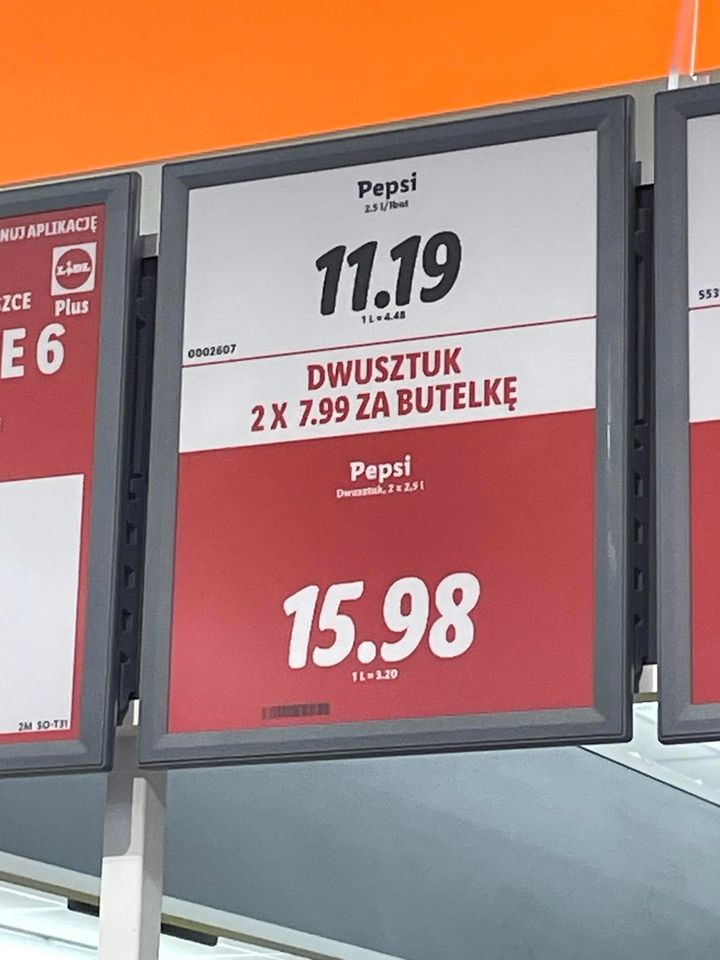 NUJ APLIKACJĘ
LIDL
Plus
SZCE
E 6
2M SO-T31
Pepsi
2.5 l/1but
11.19
1 L = 4.48
0002607
DWUSZTUK
2 X 7.99 ZA BUTELKĘ
Pepsi
Dwusztuk, 2 x 2,5 l
15.98
1 L = 3.20
553